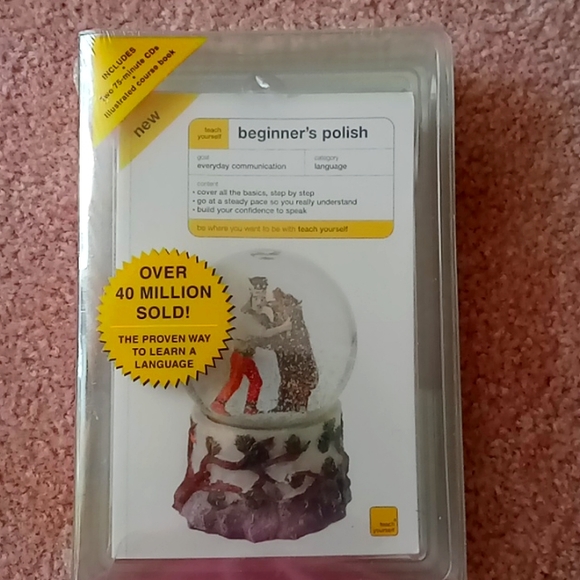 INCLUDES
•
Two 75-minute CDs
•
Illustrated course book
new
teach
yourself
beginner's polish
goal
everyday communication
category
language
content
• cover all the basics, step by step
• go at a steady pace so you really understand
• build your confidence to speak
be where you want to be with teach yourself
OVER
40 MILLION
SOLD!
THE PROVEN WAY
TO LEARN A
LANGUAGE
teach
yourself